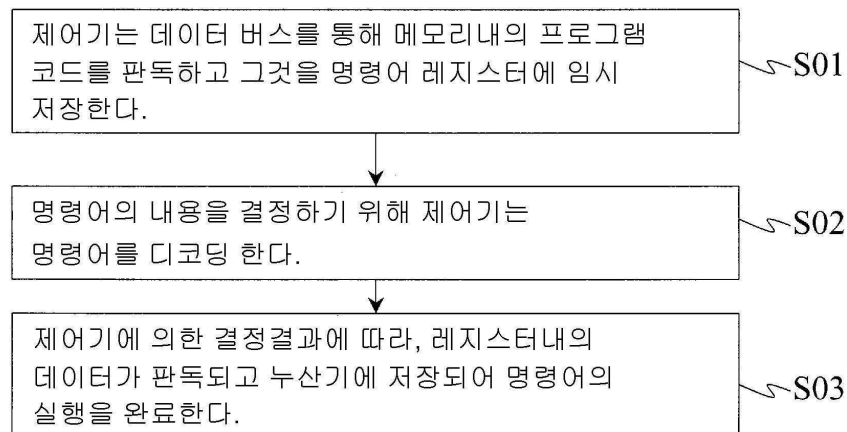 제어기는 데이터 버스를 통해 메모리내의 프로그램
코드를 판독하고 그것을 명령어 레지스터에 임시
저장한다.
S01
명령어의 내용을 결정하기 위해 제어기는
명령어를 디코딩 한다.
S02
제어기에 의한 결정결과에 따라, 레지스터내의
데이터가 판독되고 누산기에 저장되어 명령어의
실행을 완료한다.
S03